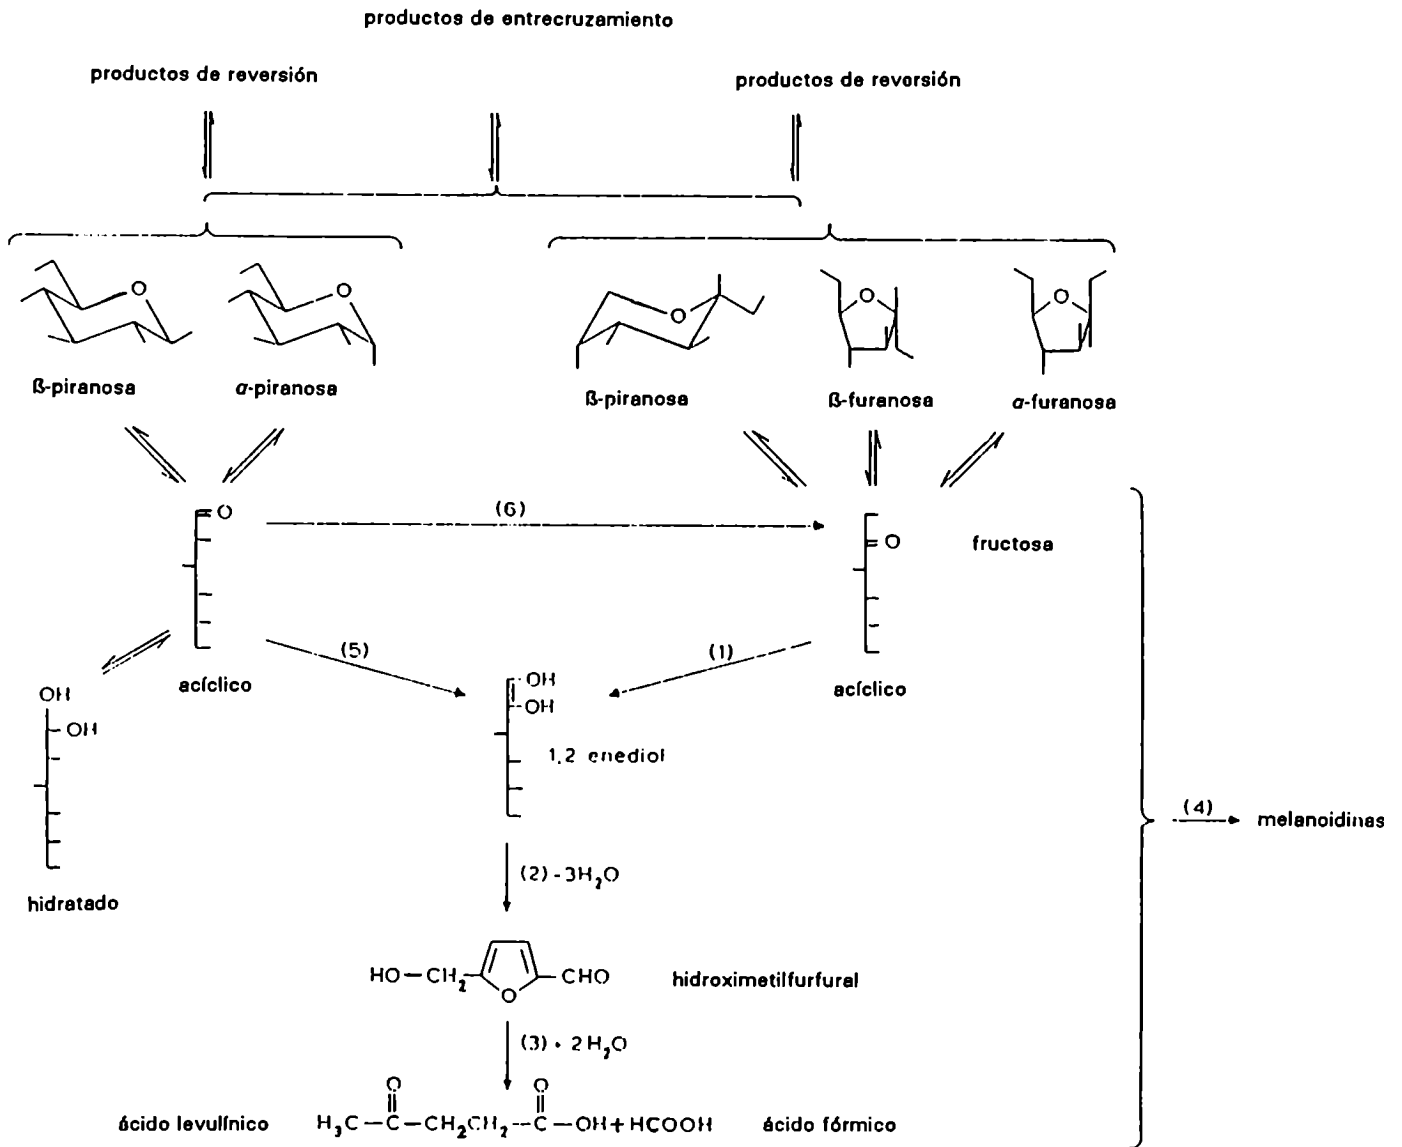 productos de entrecruzamiento
productos de reversión
productos de reversión
O
O
O
O
O
ß-piranosa
α-piranosa
ß-piranosa
ß-furanosa
α-furanosa
O
(6)
O
fructosa
(5)
(1)
acíclico
acíclico
OH
OH
OH
OH
1,2 enediol
(4)
melanoidinas
(2) - 3H₂O
hidratado
HO-CH₂
O
CHO
hidroximetilfurfural
(3) · 2H₂O
O
O
ácido levulínico
H₃C-C-CH₂CH₂-C-OH+HCOOH
ácido fórmico